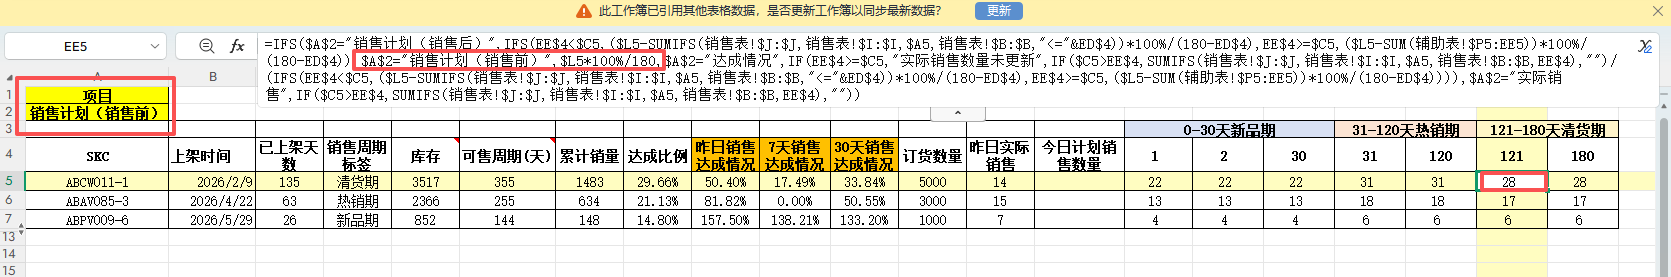 此工作簿已引用其他表格数据，是否更新工作簿以同步最新数据？ 更新
EE5 fx =IFS($A$2="销售计划（销售后）",IFS(EE$4<$C5,($L5-SUMIFS(销售表!$J:$J,销售表!$I:$I,$A5,销售表!$B:$B,"<="&ED$4))*100%/(180-ED$4),EE$4>=$C5,($L5-SUM(辅助表!$P5:EE5))*100%/
(180-ED$4)),$A$2="销售计划（销售前）",$L5*100%/180,$A$2="达成情况",IF(EE$4>=$C5,"实际销售数量未更新",IF($C5>EE$4,SUMIFS(销售表!$J:$J,销售表!$I:$I,$A5,销售表!$B:$B,EE$4),"")/
(IFS(EE$4<$C5,($L5-SUMIFS(销售表!$J:$J,销售表!$I:$I,$A5,销售表!$B:$B,"<="&ED$4))*100%/(180-ED$4),EE$4>=$C5,($L5-SUM(辅助表!$P5:EE5))*100%/(180-ED$4)))),$A$2="实际销
售",IF($C5>EE$4,SUMIFS(销售表!$J:$J,销售表!$I:$I,$A5,销售表!$B:$B,EE$4),""))
A
1 项目
2 销售计划（销售前）
3 0-30天新品期 31-120天热销期 121-180天清货期
4 SKC 上架时间 已上架天数 销售周期标签 库存 可售周期(天) 累计销量 达成比例 昨日销售达成情况 7天销售达成情况 30天销售达成情况 订货数量 昨日实际销售 今日计划销售数量 1 2 30 31 120 121 180
5 ABCW011-1 2026/2/9 135 清货期 3517 355 1483 29.66% 50.40% 17.49% 33.84% 5000 14 22 22 22 31 31 28 28
6 ABAV085-3 2026/4/22 63 热销期 2366 255 634 21.13% 81.82% 0.00% 50.55% 3000 15 13 13 13 18 18 17 17
7 ABPV009-6 2026/5/29 26 新品期 852 144 148 14.80% 157.50% 138.21% 133.20% 1000 7 4 4 4 6 6 6 6
13
14
15